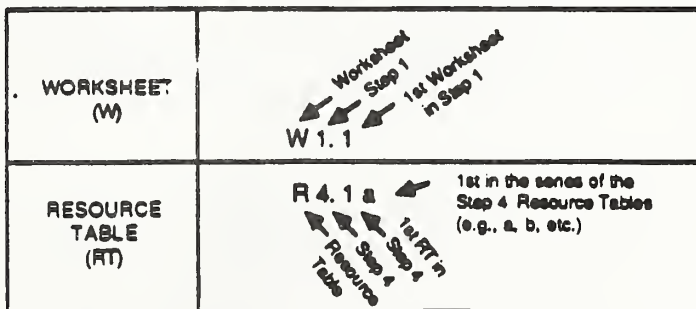 WORKSHEET
(W)
Worksheet
Step 1
1st Worksheet
in Step 1
W 1. 1
RESOURCE
TABLE
(RT)
R 4. 1 a
1st in the series of the
Step 4 Resource Tables
(e.g., a, b, etc.)
Resource
Table
Step 4
1st RT in
Step 4